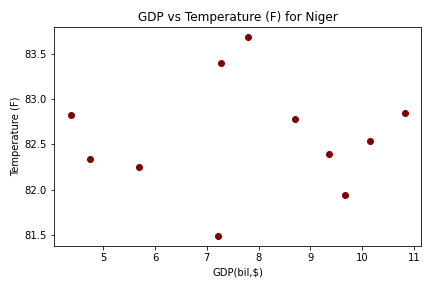 GDP vs Temperature (F) for Niger
83.5
83.0
82.5
82.0
81.5
Temperature (F)
5 6 7 8 9 10 11
GDP(bil,$)